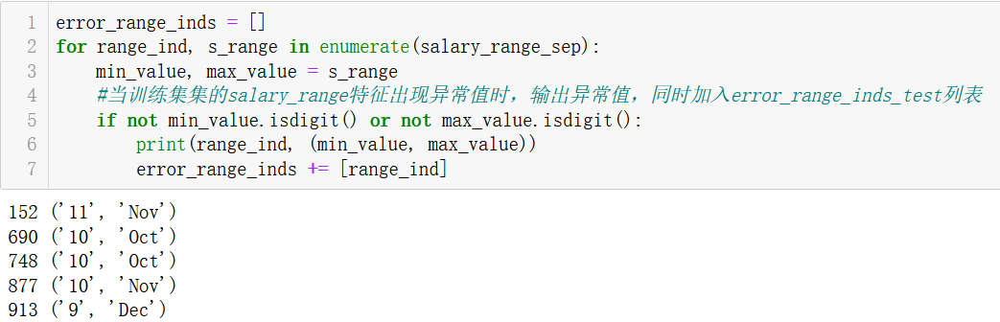 1 error_range_inds = []
2 for range_ind, s_range in enumerate(salary_range_sep):
3     min_value, max_value = s_range
4     #当训练集集的salary_range特征出现异常值时，输出异常值，同时加入error_range_inds_test列表
5     if not min_value.isdigit() or not max_value.isdigit():
6         print(range_ind, (min_value, max_value))
7         error_range_inds += [range_ind]
152 ('11', 'Nov')
690 ('10', 'Oct')
748 ('10', 'Oct')
877 ('10', 'Nov')
913 ('9', 'Dec')